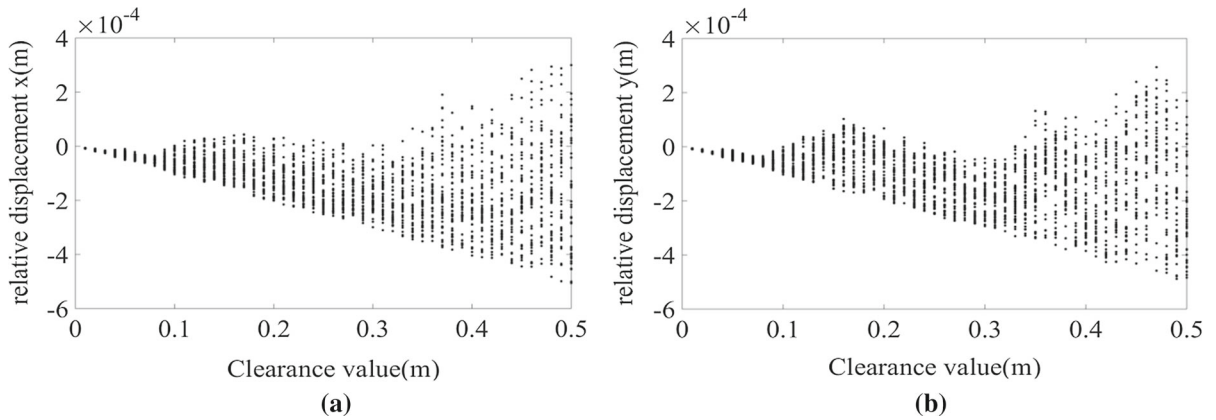 ×10⁻⁴
relative displacement x(m)
4
2
0
-2
-4
-6
0 0.1 0.2 0.3 0.4 0.5
Clearance value(m)
(a)
×10⁻⁴
relative displacement y(m)
4
2
0
-2
-4
-6
0 0.1 0.2 0.3 0.4 0.5
Clearance value(m)
(b)